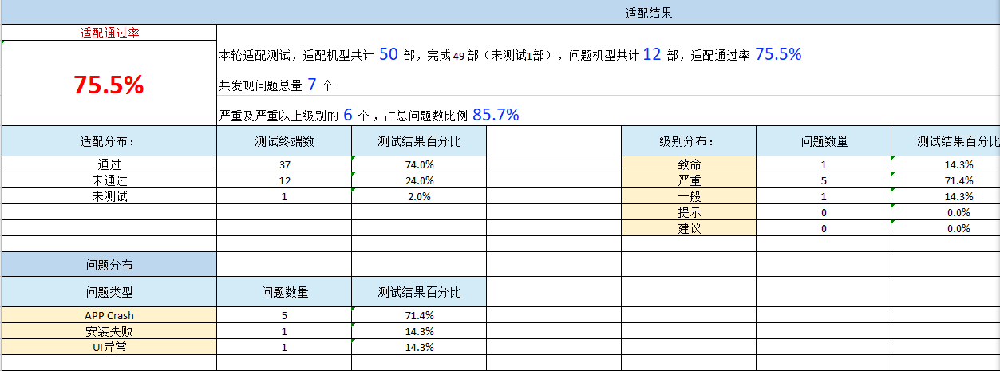 适配结果
适配通过率
75.5%
本轮适配测试，适配机型共计 50 部，完成 49 部（未测试1部），问题机型共计 12 部，适配通过率 75.5%
共发现问题总量 7 个
严重及严重以上级别的 6 个 ，占总问题数比例 85.7%
适配分布： 测试终端数 测试结果百分比 级别分布： 问题数量 测试结果百分比
通过 37 74.0% 致命 1 14.3%
未通过 12 24.0% 严重 5 71.4%
未测试 1 2.0% 一般 1 14.3%
提示 0 0.0%
建议 0 0.0%
问题分布
问题类型 问题数量 测试结果百分比
APP Crash 5 71.4%
安装失败 1 14.3%
UI异常 1 14.3%